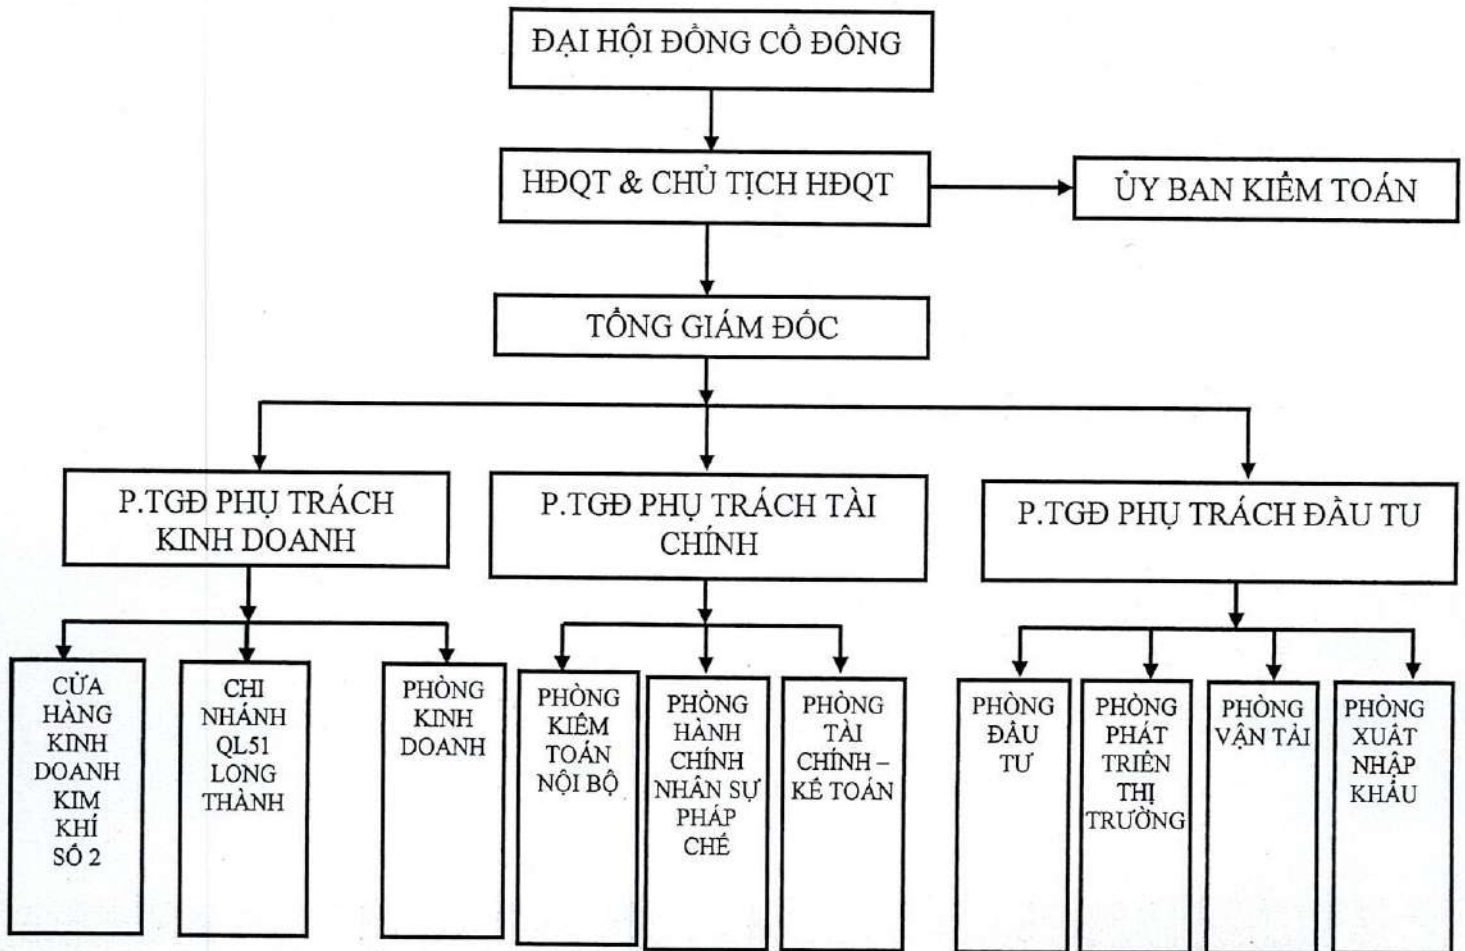 ĐẠI HỘI ĐỒNG CỔ ĐÔNG
HĐQT & CHỦ TỊCH HĐQT
ỦY BAN KIỂM TOÁN
TỔNG GIÁM ĐỐC
P.TGĐ PHỤ TRÁCH
KINH DOANH
P.TGĐ PHỤ TRÁCH TÀI
CHÍNH
P.TGĐ PHỤ TRÁCH ĐẦU TU
CỬA
HÀNG
KINH
DOANH
KIM
KHÍ
SỐ 2
CHI
NHÁNH
QL51
LONG
THÀNH
PHÒNG
KINH
DOANH
PHÒNG
KIỂM
TOÁN
NỘI BỘ
PHÒNG
HÀNH
CHÍNH
NHÂN SỰ
PHÁP
CHẾ
PHÒNG
TÀI
CHÍNH –
KẾ TOÁN
PHÒNG
ĐẦU
TƯ
PHÒNG
PHÁT
TRIỂN
THỊ
TRƯỜNG
PHÒNG
VẬN TẢI
PHÒNG
XUẤT
NHẬP
KHẨU